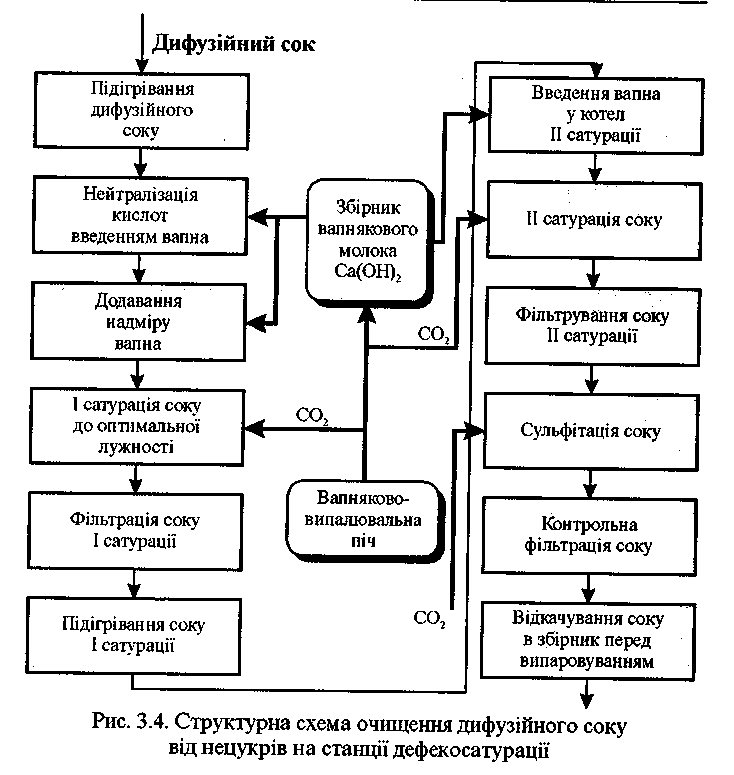 Дифузійний сок
Підігрівання
дифузійного
соку
Нейтралізація
кислот
введенням вапна
Додавання
надміру
вапна
І сатурація соку
до оптимальної
лужності
Фільтрація соку
І сатурації
Підігрівання соку
І сатурації
Збірник
вапнякового
молока
Ca(OH)₂
CO₂
CO₂
Вапняково-
випалювальна
піч
CO₂
Введення вапна
у котел
ІІ сатурації
ІІ сатурація соку
Фільтрування соку
ІІ сатурації
Сульфітація соку
Контрольна
фільтрація соку
Відкачування соку
в збірник перед
випаровуванням
Рис. 3.4. Структурна схема очищення дифузійного соку
від нецукрів на станції дефекосатурації